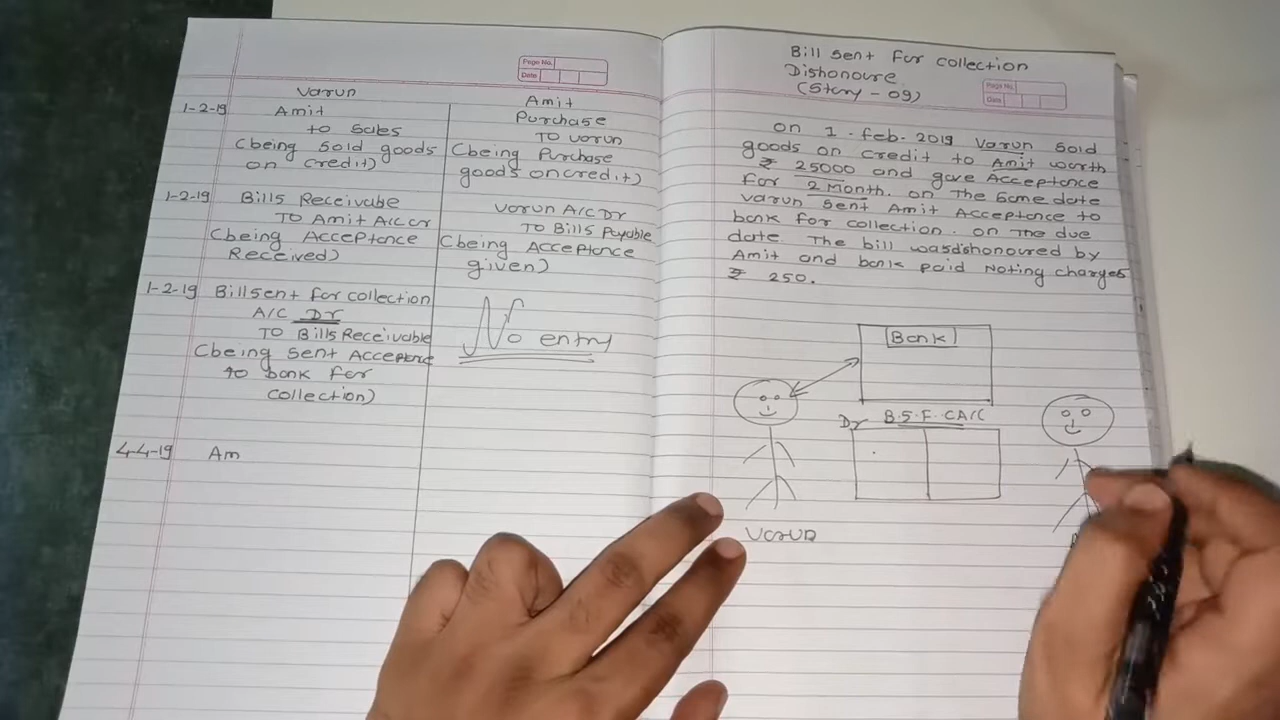 Varun
1-2-19 Amit
to Sales
(being sold goods
on credit)
1-2-19 Bills Receivabe
TO Amit A/C Cr
(being Acceptance
Received)
1-2-19 Bill sent for collection
A/C Dr
TO Bills Receivable
(being sent Accepten
to bank for
collection)
4-4-19 Am
Page No.
Date
Amit
Purchase
TO varun
(being Purchase
goods on credit)
Varun A/C Dr
TO Bills Payable
(being Acceptance
given)
No entry
Bill Sent For collection
Dishonoure
(Story - 09)
Page No.
Date
on 1. feb. 2019 Varun sold
goods on credit to Amit worth
₹ 25000 and gave Acceptance
for 2 Month. on the same date
varun sent Amit Acceptance to
bank for collection. on the due
date The bill was dishonoured by
Amit and bank paid Noting charges
₹ 250.
Bank
Dr B.S.F.C A/C
Varun